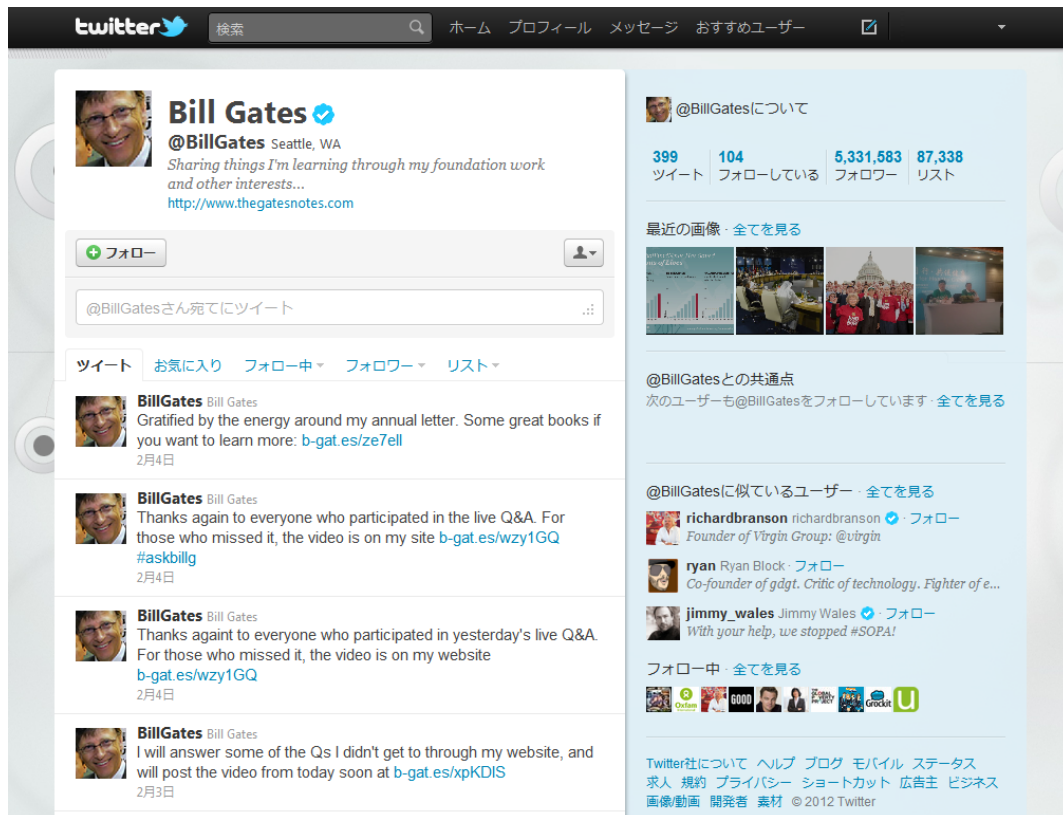 twitter
検索
ホーム プロフィール メッセージ おすすめユーザー
Bill Gates
@BillGates Seattle, WA
Sharing things I'm learning through my foundation work
and other interests...
http://www.thegatesnotes.com
フォロー
@BillGatesさん宛てにツイート
ツイート お気に入り フォロー中 フォロワー リスト
BillGates Bill Gates
Gratified by the energy around my annual letter. Some great books if
you want to learn more: b-gat.es/ze7ell
2月4日
BillGates Bill Gates
Thanks again to everyone who participated in the live Q&A. For
those who missed it, the video is on my site b-gat.es/wzy1GQ
#askbillg
2月4日
BillGates Bill Gates
Thanks againt to everyone who participated in yesterday's live Q&A.
For those who missed it, the video is on my website
b-gat.es/wzy1GQ
2月4日
BillGates Bill Gates
I will answer some of the Qs I didn't get to through my website, and
will post the video from today soon at b-gat.es/xpKDIS
2月3日
@BillGatesについて
399 104 5,331,583 87,338
ツイート フォローしている フォロワー リスト
最近の画像 · 全てを見る
@BillGatesとの共通点
次のユーザーも@BillGatesをフォローしています · 全てを見る
@BillGatesに似ているユーザー · 全てを見る
richardbranson richardbranson · フォロー
Founder of Virgin Group: @virgin
ryan Ryan Block · フォロー
Co-founder of gdgt. Critic of technology. Fighter of e...
jimmy_wales Jimmy Wales · フォロー
With your help, we stopped #SOPA!
フォロー中 · 全てを見る
Oxfam GOOD THE GLOBAL POVERTY PROJECT Grockit U
Twitter社について ヘルプ ブログ モバイル ステータス
求人 規約 プライバシー ショートカット 広告主 ビジネス
画像/動画 開発者 素材 © 2012 Twitter